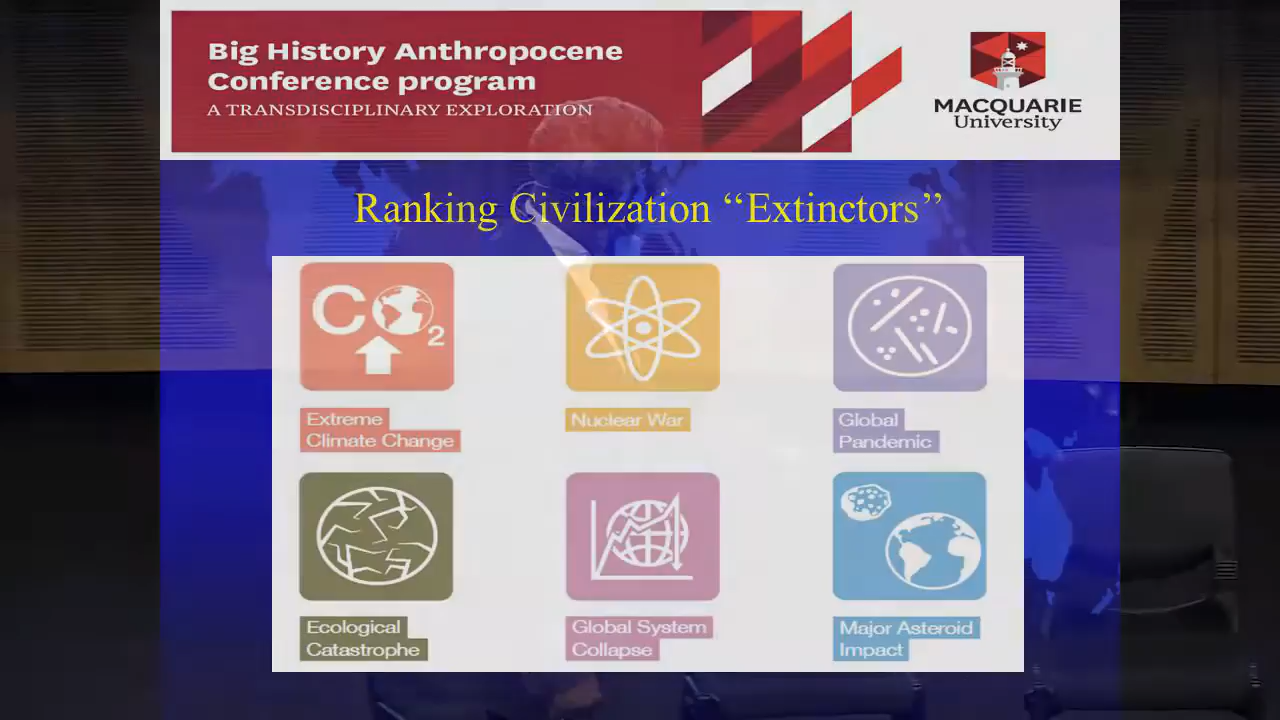 Big History Anthropocene
Conference program
A TRANSDISCIPLINARY EXPLORATION
MACQUARIE
University
Ranking Civilization “Extinctors”
CO2
Extreme
Climate Change
Nuclear War
Global
Pandemic
Ecological
Catastrophe
Global System
Collapse
Major Asteroid
Impact